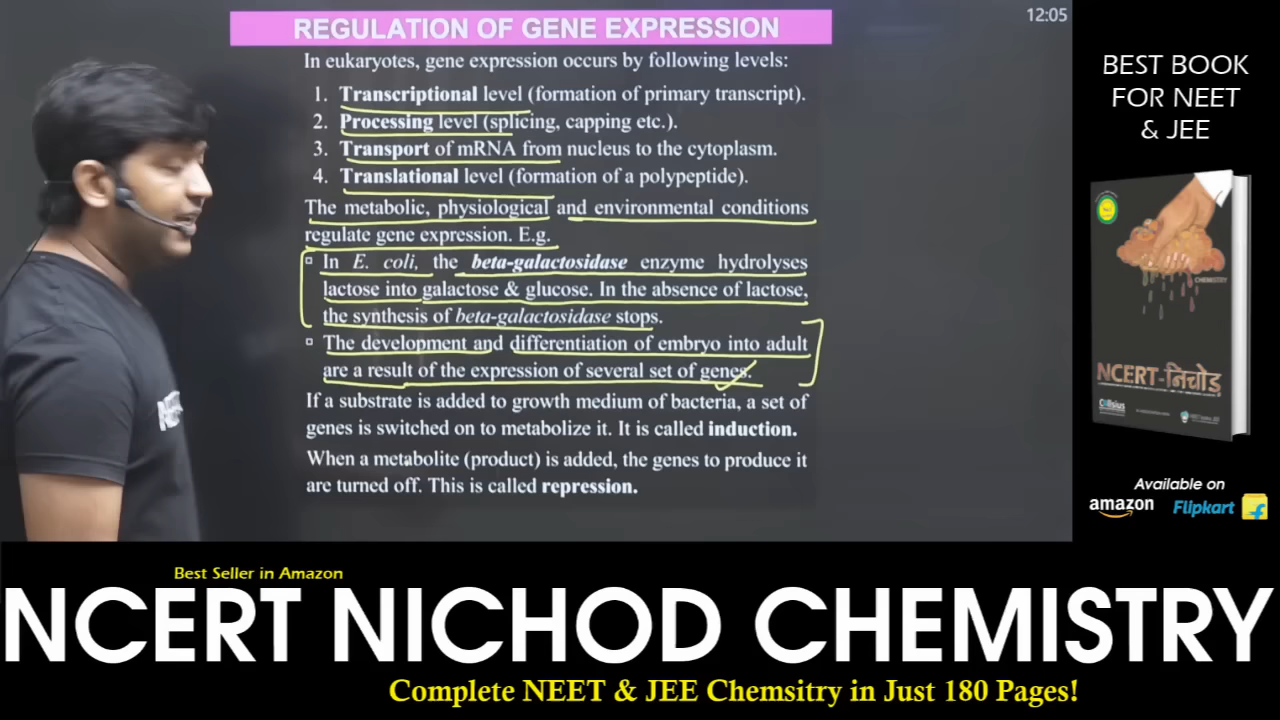 REGULATION OF GENE EXPRESSION
12:05
In eukaryotes, gene expression occurs by following levels:
1. Transcriptional level (formation of primary transcript).
2. Processing level (splicing, capping etc.).
3. Transport of mRNA from nucleus to the cytoplasm.
4. Translational level (formation of a polypeptide).
The metabolic, physiological and environmental conditions
regulate gene expression. E.g.
▫ In E. coli, the beta-galactosidase enzyme hydrolyses
lactose into galactose & glucose. In the absence of lactose,
the synthesis of beta-galactosidase stops.
▫ The development and differentiation of embryo into adult
are a result of the expression of several set of genes.
If a substrate is added to growth medium of bacteria, a set of
genes is switched on to metabolize it. It is called induction.
When a metabolite (product) is added, the genes to produce it
are turned off. This is called repression.
BEST BOOK
FOR NEET
& JEE
CHEMISTRY
NCERT-निचोड़
Available on
amazon
Flipkart
Best Seller in Amazon
NCERT NICHOD CHEMISTRY
Complete NEET & JEE Chemsitry in Just 180 Pages!